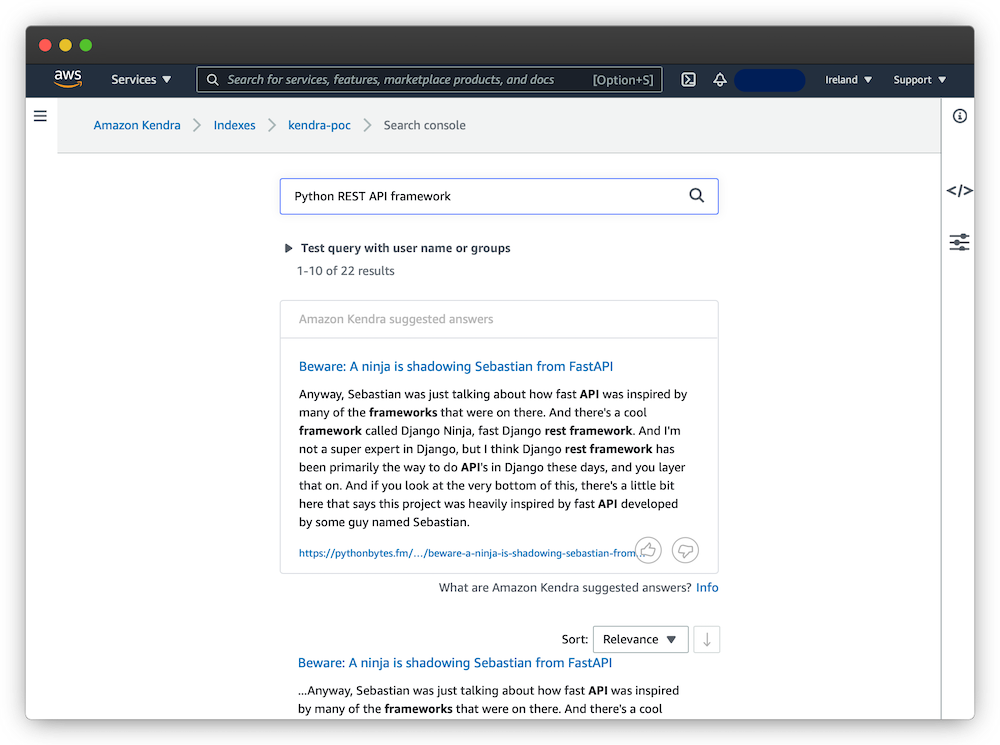 aws
Services
Search for services, features, marketplace products, and docs [Option+S]
Ireland
Support
Amazon Kendra
Indexes
kendra-poc
Search console
Python REST API framework
Test query with user name or groups
1-10 of 22 results
Amazon Kendra suggested answers
Beware: A ninja is shadowing Sebastian from FastAPI
Anyway, Sebastian was just talking about how fast API was inspired by
many of the frameworks that were on there. And there's a cool
framework called Django Ninja, fast Django rest framework. And I'm
not a super expert in Django, but I think Django rest framework has
been primarily the way to do API's in Django these days, and you layer
that on. And if you look at the very bottom of this, there's a little bit
here that says this project was heavily inspired by fast API developed
by some guy named Sebastian.
https://pythonbytes.fm/.../beware-a-ninja-is-shadowing-sebastian-from...
What are Amazon Kendra suggested answers? Info
Sort:
Relevance
Beware: A ninja is shadowing Sebastian from FastAPI
...Anyway, Sebastian was just talking about how fast API was inspired
by many of the frameworks that were on there. And there's a cool